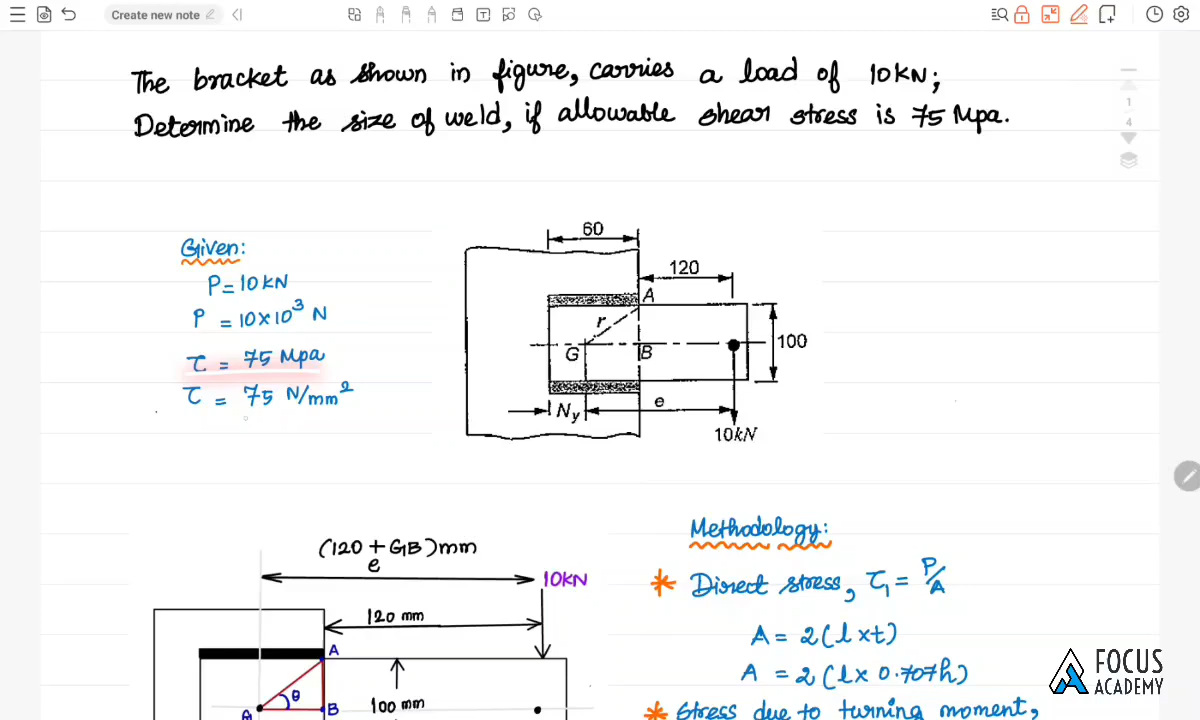 Create new note
The bracket as shown in figure, carries a load of 10KN;
Determine the size of weld, if allowable shear stress is 75 Mpa.
1
4
Given:
P = 10 KN
P = 10×10³ N
τ = 75 Mpa
τ = 75 N/mm²
60
120
A
r
G
B
100
Ny
e
10kN
(120 + GB)mm
e
10KN
120 mm
A
θ
G
B
100 mm
Methodology:
* Direct stress, τ₁ = P/A
A = 2(l×t)
A = 2(l× 0.707h)
* Stress due to turning moment,
FOCUS
ACADEMY